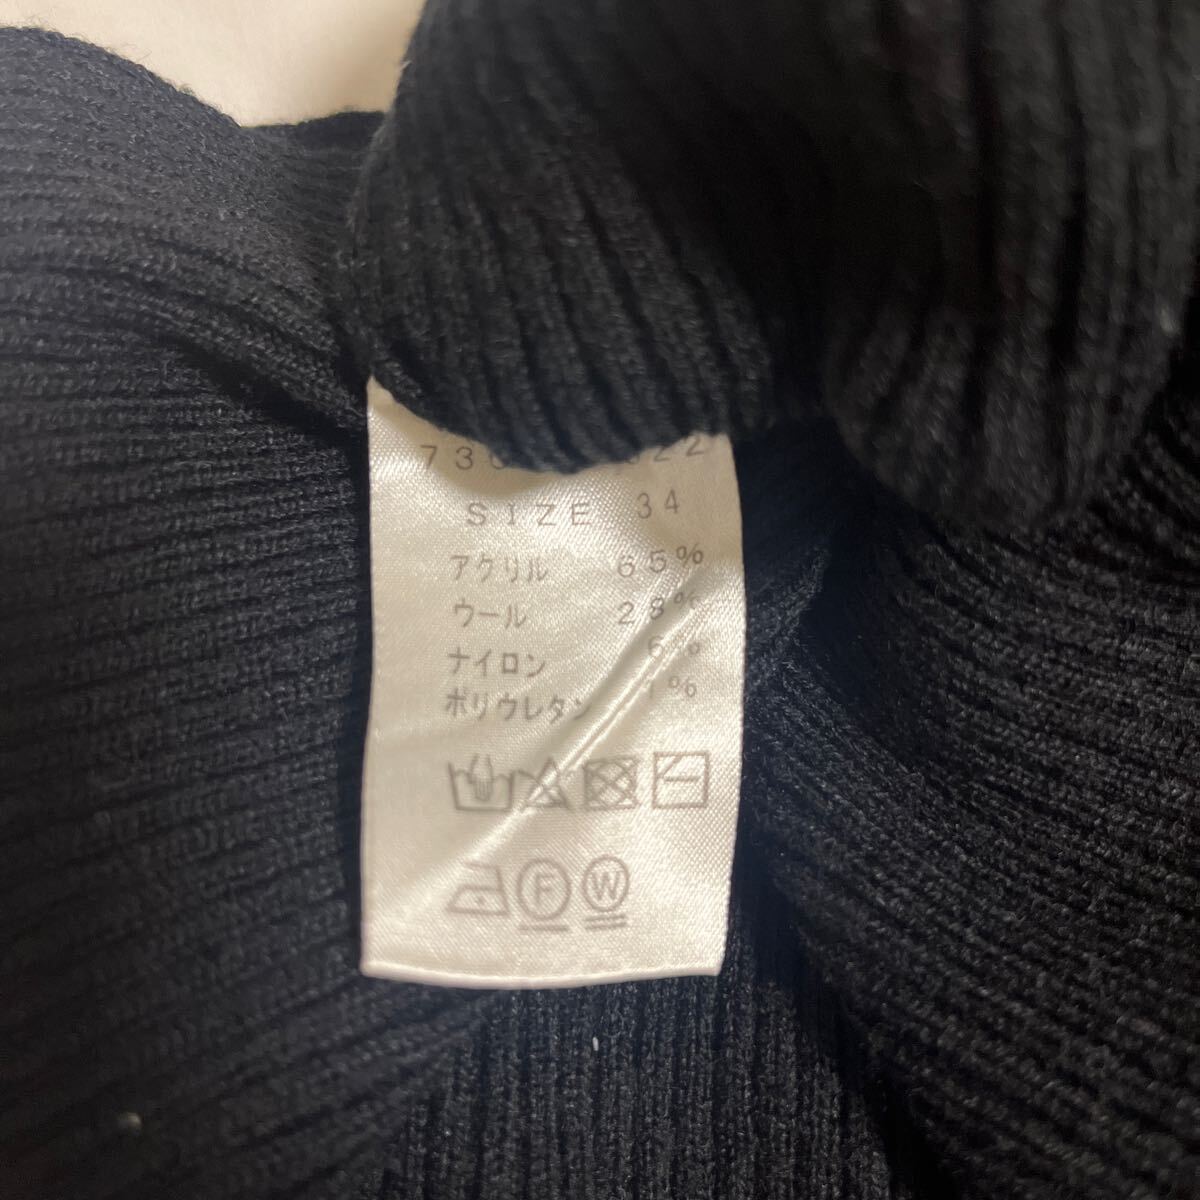 SIZE 34
アクリル 65%
ウール 28%
ナイロン 6%
ポリウレタン 1%
F
W